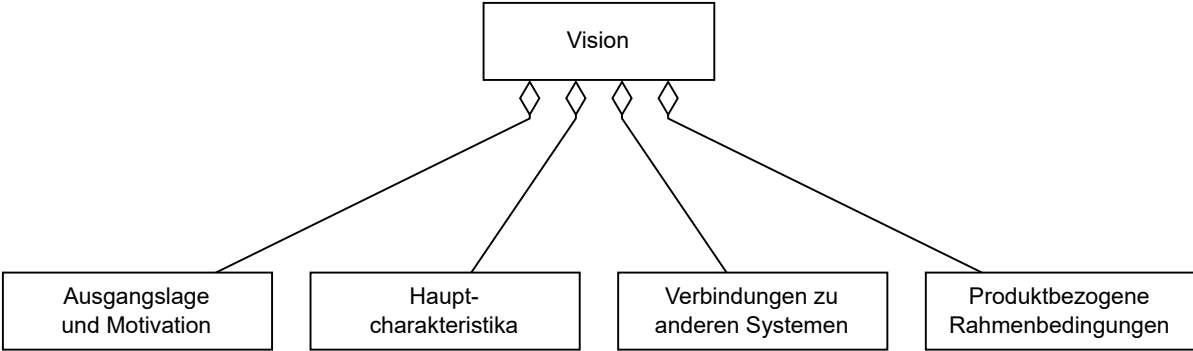 Vision
Ausgangslage
und Motivation
Haupt-
charakteristika
Verbindungen zu
anderen Systemen
Produktbezogene
Rahmenbedingungen